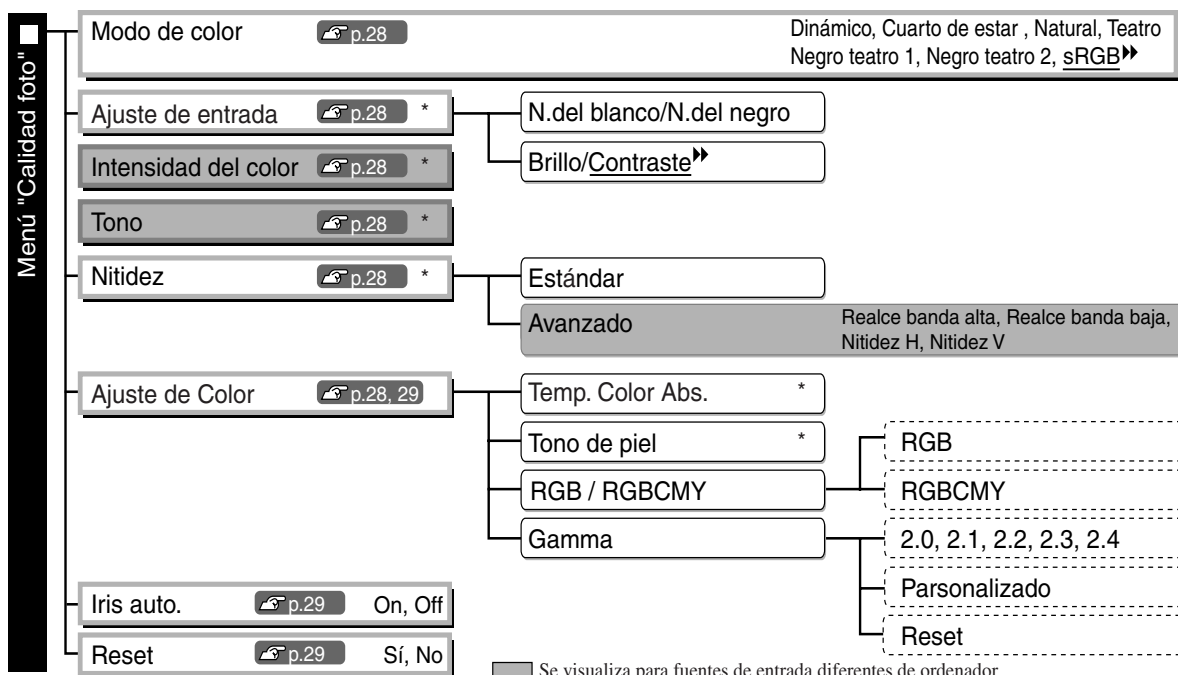 Menú "Calidad foto"
Modo de color p.28 Dinámico, Cuarto de estar , Natural, Teatro
Negro teatro 1, Negro teatro 2, sRGB
Ajuste de entrada p.28 * N.del blanco/N.del negro
Brillo/Contraste
Intensidad del color p.28 *
Tono p.28 *
Nitidez p.28 * Estándar
Avanzado Realce banda alta, Realce banda baja,
Nitidez H, Nitidez V
Ajuste de Color p.28, 29 Temp. Color Abs. *
Tono de piel * RGB
RGB / RGBCMY RGBCMY
Gamma 2.0, 2.1, 2.2, 2.3, 2.4
Parsonalizado
Iris auto. p.29 On, Off
Reset
Reset p.29 Sí, No
Se visualiza para fuentes de entrada diferentes de ordenador